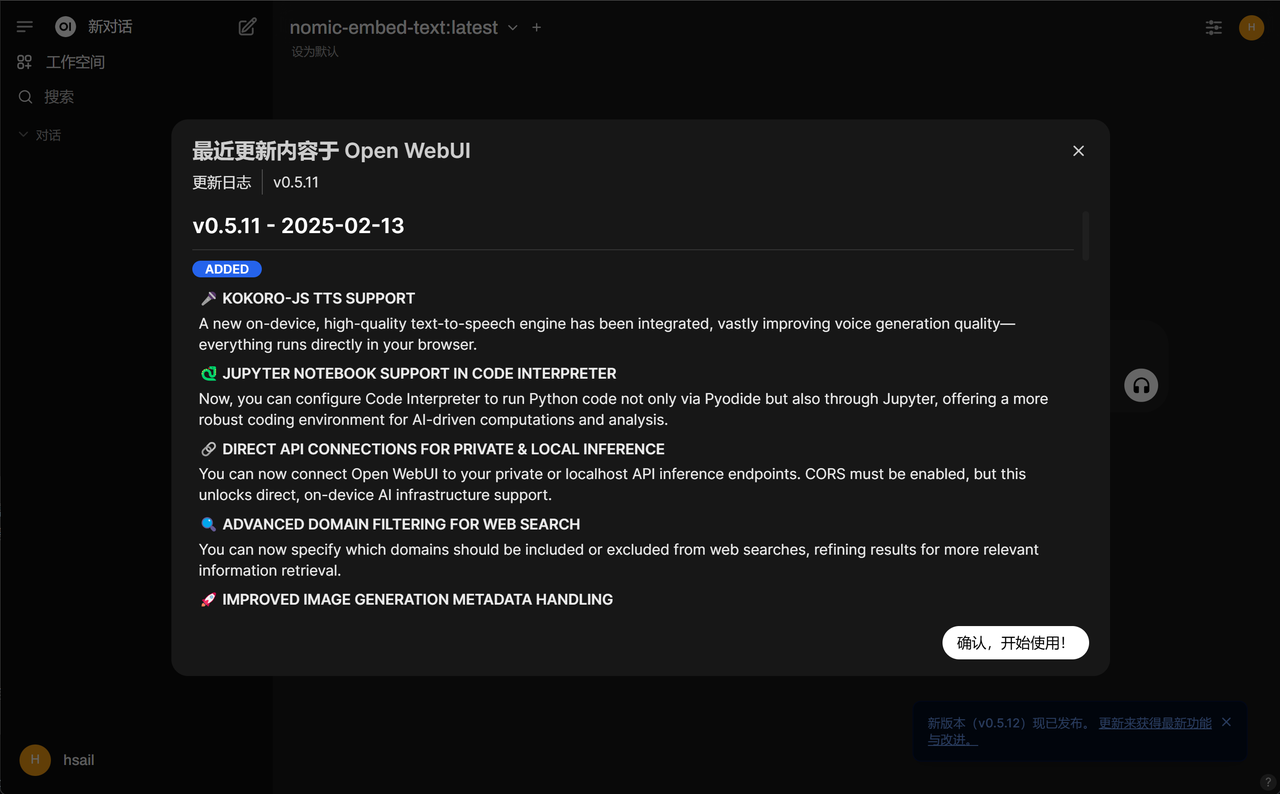 新对话
nomic-embed-text:latest
设为默认
H
工作空间
搜索
对话
最近更新内容于 Open WebUI
更新日志 v0.5.11
v0.5.11 - 2025-02-13
ADDED
KOKORO-JS TTS SUPPORT
A new on-device, high-quality text-to-speech engine has been integrated, vastly improving voice generation quality—
everything runs directly in your browser.
JUPYTER NOTEBOOK SUPPORT IN CODE INTERPRETER
Now, you can configure Code Interpreter to run Python code not only via Pyodide but also through Jupyter, offering a more
robust coding environment for AI-driven computations and analysis.
DIRECT API CONNECTIONS FOR PRIVATE & LOCAL INFERENCE
You can now connect Open WebUI to your private or localhost API inference endpoints. CORS must be enabled, but this
unlocks direct, on-device AI infrastructure support.
ADVANCED DOMAIN FILTERING FOR WEB SEARCH
You can now specify which domains should be included or excluded from web searches, refining results for more relevant
information retrieval.
IMPROVED IMAGE GENERATION METADATA HANDLING
确认，开始使用！
新版本（v0.5.12）现已发布。 更新来获得最新功能
与改进。
H hsail
?